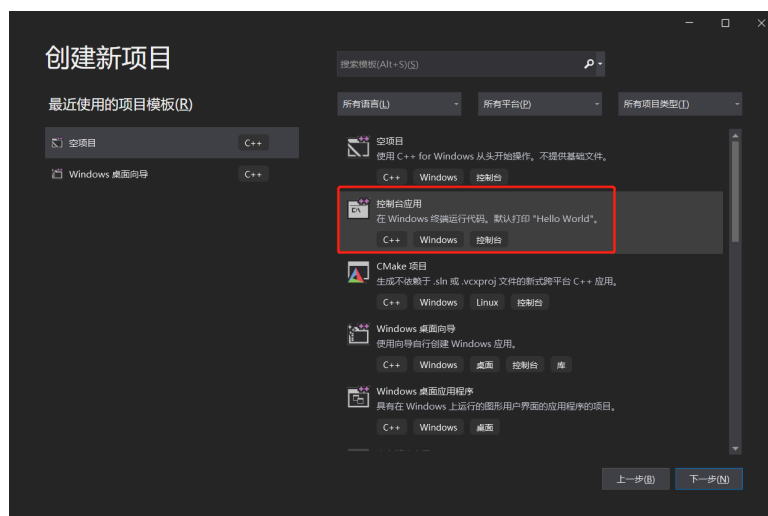 创建新项目
搜索模板(Alt+S)(S)
最近使用的项目模板(R)
所有语言(L) 所有平台(P) 所有项目类型(T)
空项目 C++
Windows 桌面向导 C++
空项目
使用 C++ for Windows 从头开始操作。不提供基础文件。
C++ Windows 控制台
控制台应用
在 Windows 终端运行代码。默认打印 "Hello World"。
C++ Windows 控制台
CMake 项目
生成不依赖于 .sln 或 .vcxproj 文件的新式跨平台 C++ 应用。
C++ Windows Linux 控制台
Windows 桌面向导
使用向导自行创建 Windows 应用。
C++ Windows 桌面 控制台 库
Windows 桌面应用程序
具有在 Windows 上运行的图形用户界面的应用程序的项目。
C++ Windows 桌面
上一步(B) 下一步(N)